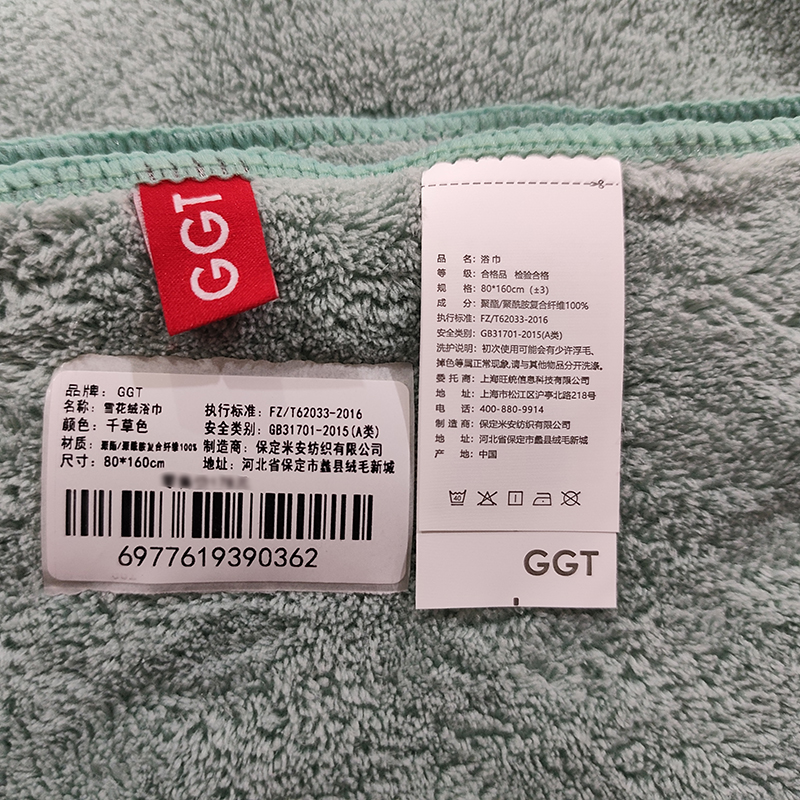 GGT
品牌: GGT
名称: 雪花绒浴巾
颜色: 千草色
材质: 聚酯/聚酰胺复合纤维100%
尺寸: 80*160cm
执行标准: FZ/T62033-2016
安全类别: GB31701-2015(A类)
制造商: 保定米安纺织有限公司
地址: 河北省保定市蠡县绒毛新城
6977619390362
品 名: 浴巾
等 级: 合格品 检验合格
规 格: 80*160cm (±3)
成 分: 聚酯/聚酰胺复合纤维100%
执行标准: FZ/T62033-2016
安全类别: GB31701-2015(A类)
洗护说明: 初次使用可能会有少许浮毛、
掉色等属正常现象,请与其他物品分开洗涤。
委 托 商: 上海旺统信息科技有限公司
地 址: 上海市松江区沪亭北路218号
电 话: 400-880-9914
制 造 商: 保定米安纺织有限公司
地 址: 河北省保定市蠡县绒毛新城
产 地: 中国
40
GGT